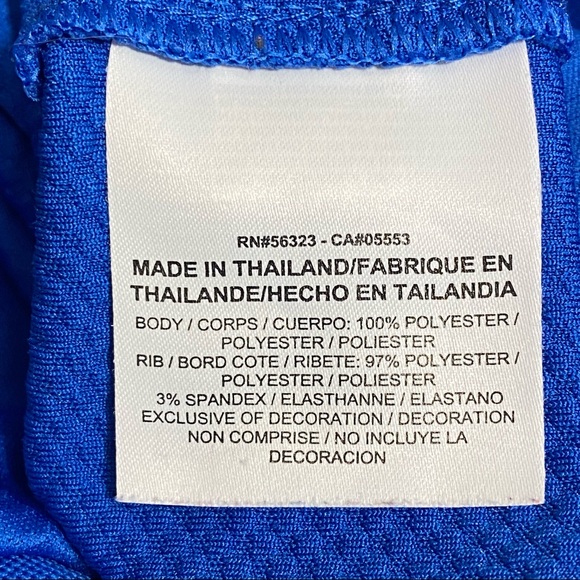 RN#56323 - CA#05553
MADE IN THAILAND/FABRIQUE EN
THAILANDE/HECHO EN TAILANDIA
BODY / CORPS / CUERPO: 100% POLYESTER /
POLYESTER / POLIESTER
RIB / BORD COTE / RIBETE: 97% POLYESTER /
POLYESTER / POLIESTER
3% SPANDEX / ELASTHANNE / ELASTANO
EXCLUSIVE OF DECORATION / DECORATION
NON COMPRISE / NO INCLUYE LA
DECORACION